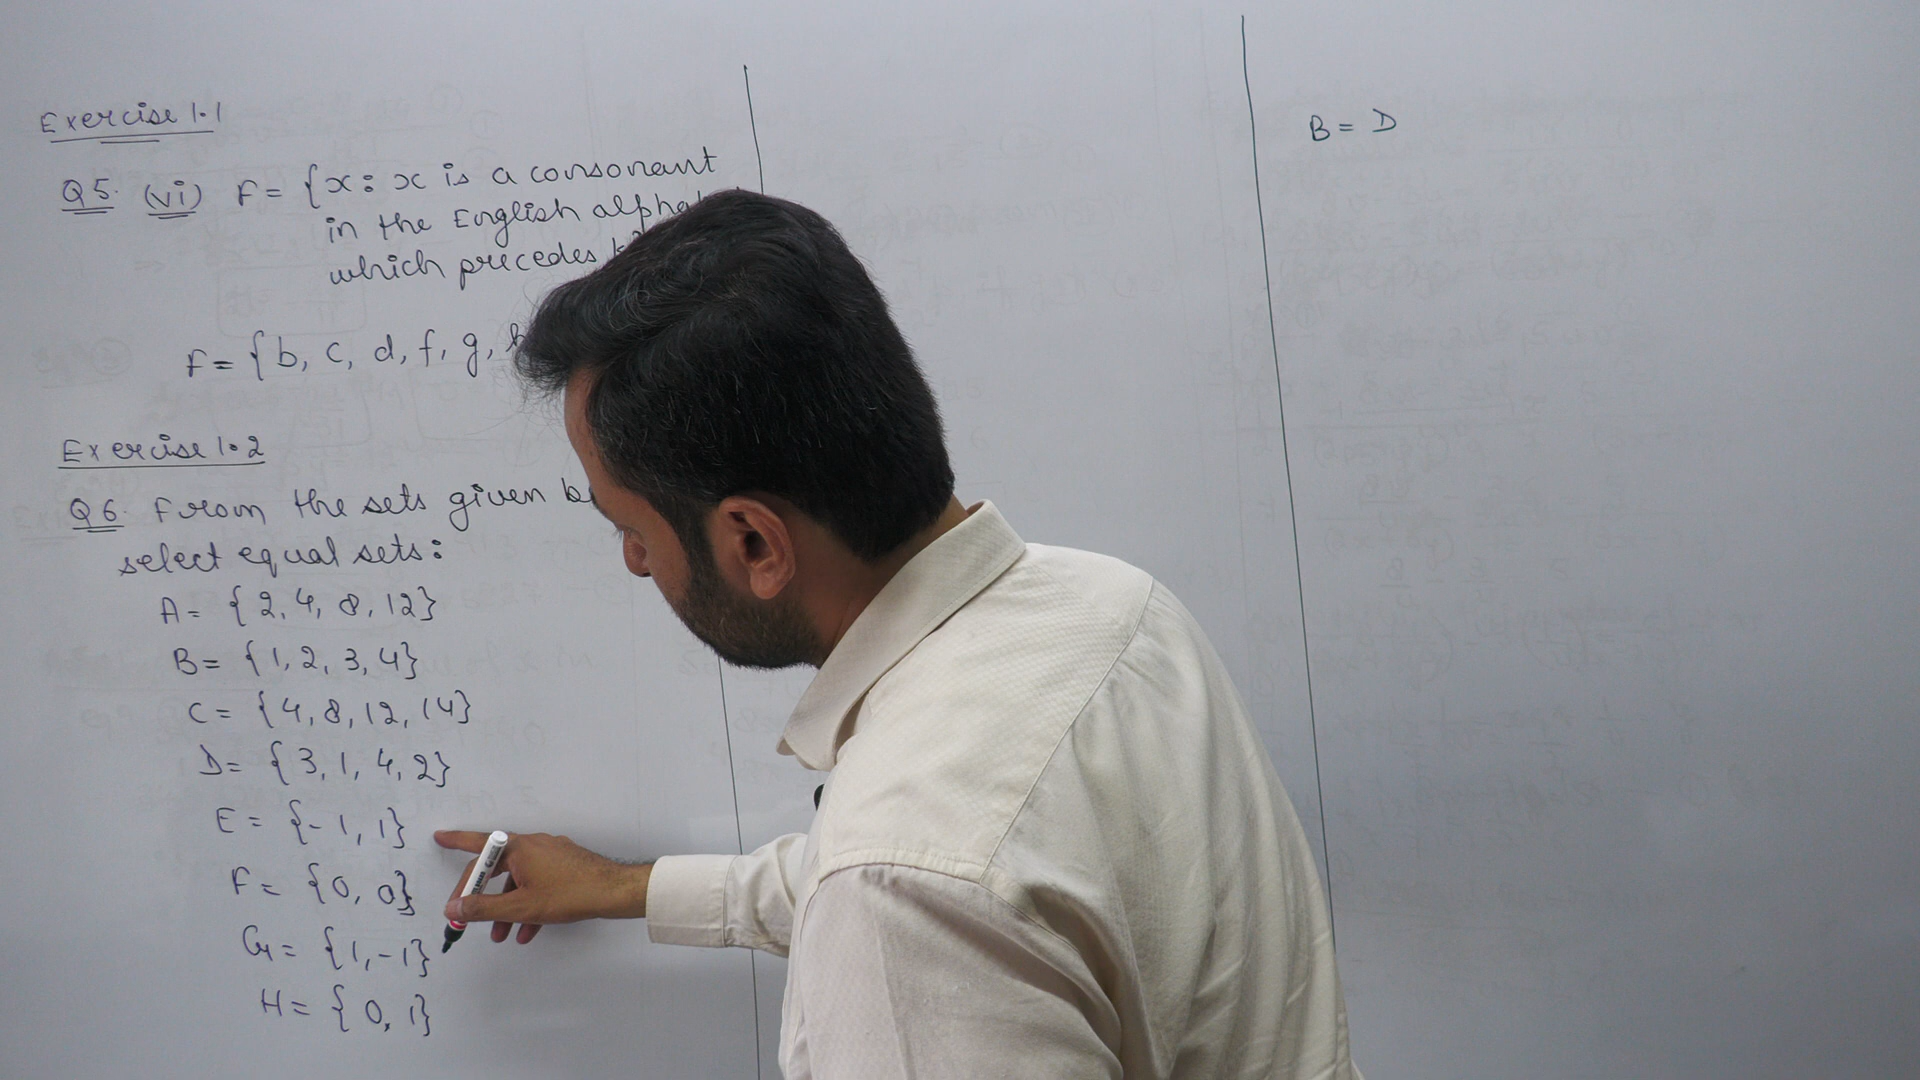 Exercise 1.1
Q5. (vi) F = {x : x is a consonant
in the English alphabet
which precedes k
F = {b, c, d, f, g, h
Exercise 1.2
Q6. From the sets given
select equal sets:
A = {2, 4, 8, 12}
B = {1, 2, 3, 4}
C = {4, 8, 12, 14}
D = {3, 1, 4, 2}
E = {-1, 1}
F = {0, 0}
G = {1, -1}
H = {0, 1}
B = D